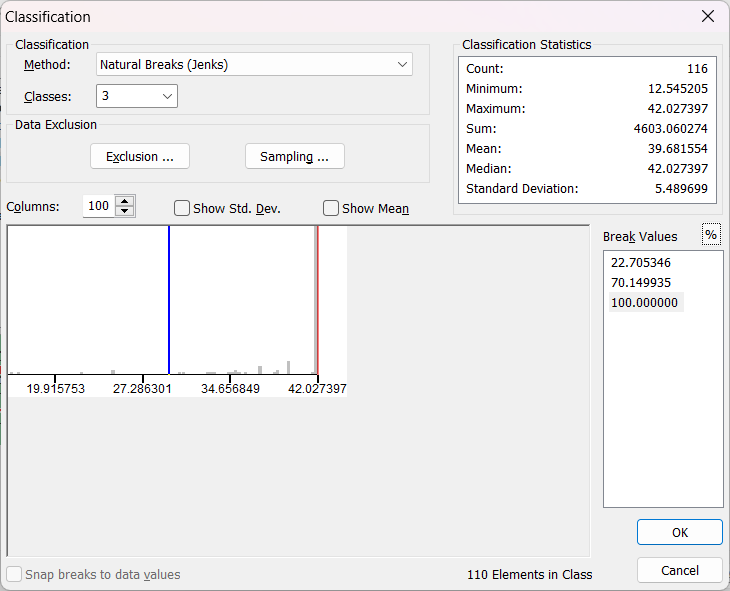 Classification
Classification
Method: Natural Breaks (Jenks)
Classes: 3
Data Exclusion
Exclusion ... Sampling ...
Classification Statistics
Count: 116
Minimum: 12.545205
Maximum: 42.027397
Sum: 4603.060274
Mean: 39.681554
Median: 42.027397
Standard Deviation: 5.489699
Columns: 100 Show Std. Dev. Show Mean
Break Values %
22.705346
70.149935
100.000000
19.915753 27.286301 34.656849 42.027397
OK
Snap breaks to data values 110 Elements in Class Cancel